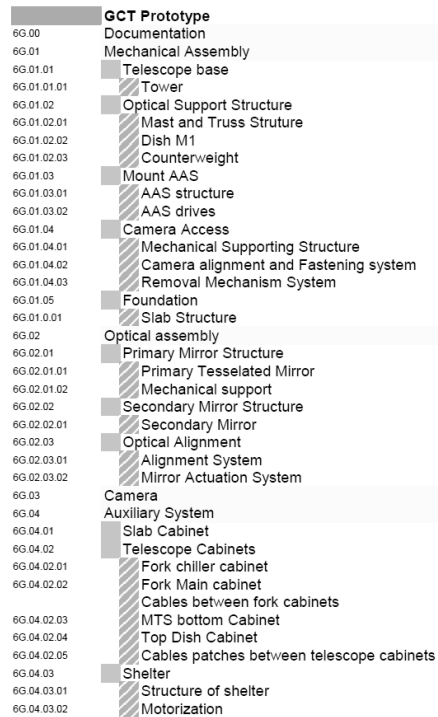 GCT Prototype
6G.00 Documentation
6G.01 Mechanical Assembly
6G.01.01 Telescope base
6G.01.01.01 Tower
6G.01.02 Optical Support Structure
6G.01.02.01 Mast and Truss Struture
6G.01.02.02 Dish M1
6G.01.02.03 Counterweight
6G.01.03 Mount AAS
6G.01.03.01 AAS structure
6G.01.03.02 AAS drives
6G.01.04 Camera Access
6G.01.04.01 Mechanical Supporting Structure
6G.01.04.02 Camera alignment and Fastening system
6G.01.04.03 Removal Mechanism System
6G.01.05 Foundation
6G.01.0.01 Slab Structure
6G.02 Optical assembly
6G.02.01 Primary Mirror Structure
6G.02.01.01 Primary Tesselated Mirror
6G.02.01.02 Mechanical support
6G.02.02 Secondary Mirror Structure
6G.02.02.01 Secondary Mirror
6G.02.03 Optical Alignment
6G.02.03.01 Alignment System
6G.02.03.02 Mirror Actuation System
6G.03 Camera
6G.04 Auxiliary System
6G.04.01 Slab Cabinet
6G.04.02 Telescope Cabinets
6G.04.02.01 Fork chiller cabinet
6G.04.02.02 Fork Main cabinet
Cables between fork cabinets
6G.04.02.03 MTS bottom Cabinet
6G.04.02.04 Top Dish Cabinet
6G.04.02.05 Cables patches between telescope cabinets
6G.04.03 Shelter
6G.04.03.01 Structure of shelter
6G.04.03.02 Motorization